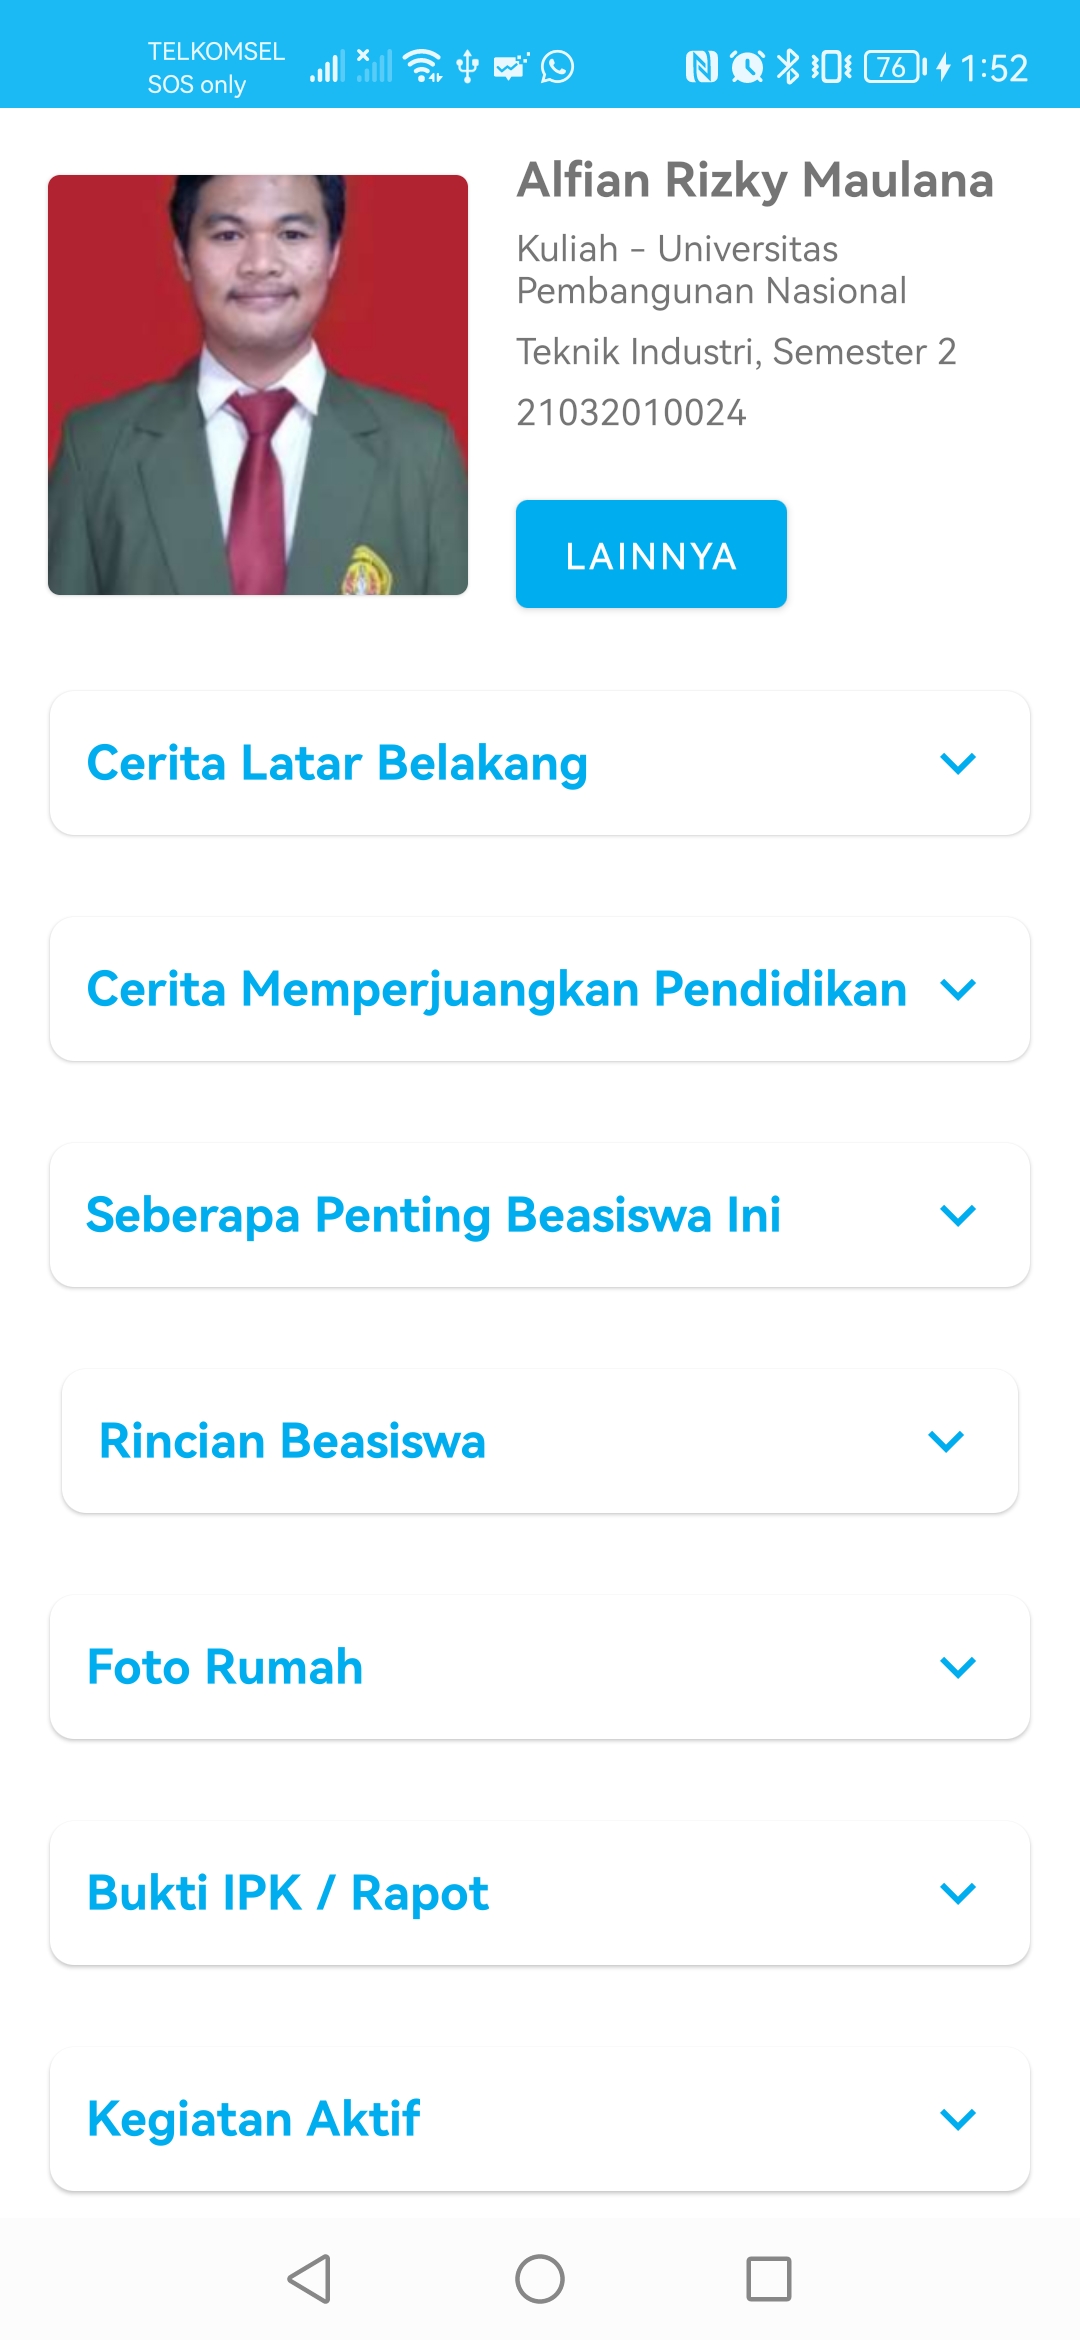 TELKOMSEL
SOS only
76
1:52
Alfian Rizky Maulana
Kuliah - Universitas
Pembangunan Nasional
Teknik Industri, Semester 2
21032010024
LAINNYA
Cerita Latar Belakang
Cerita Memperjuangkan Pendidikan
Seberapa Penting Beasiswa Ini
Rincian Beasiswa
Foto Rumah
Bukti IPK / Rapot
Kegiatan Aktif